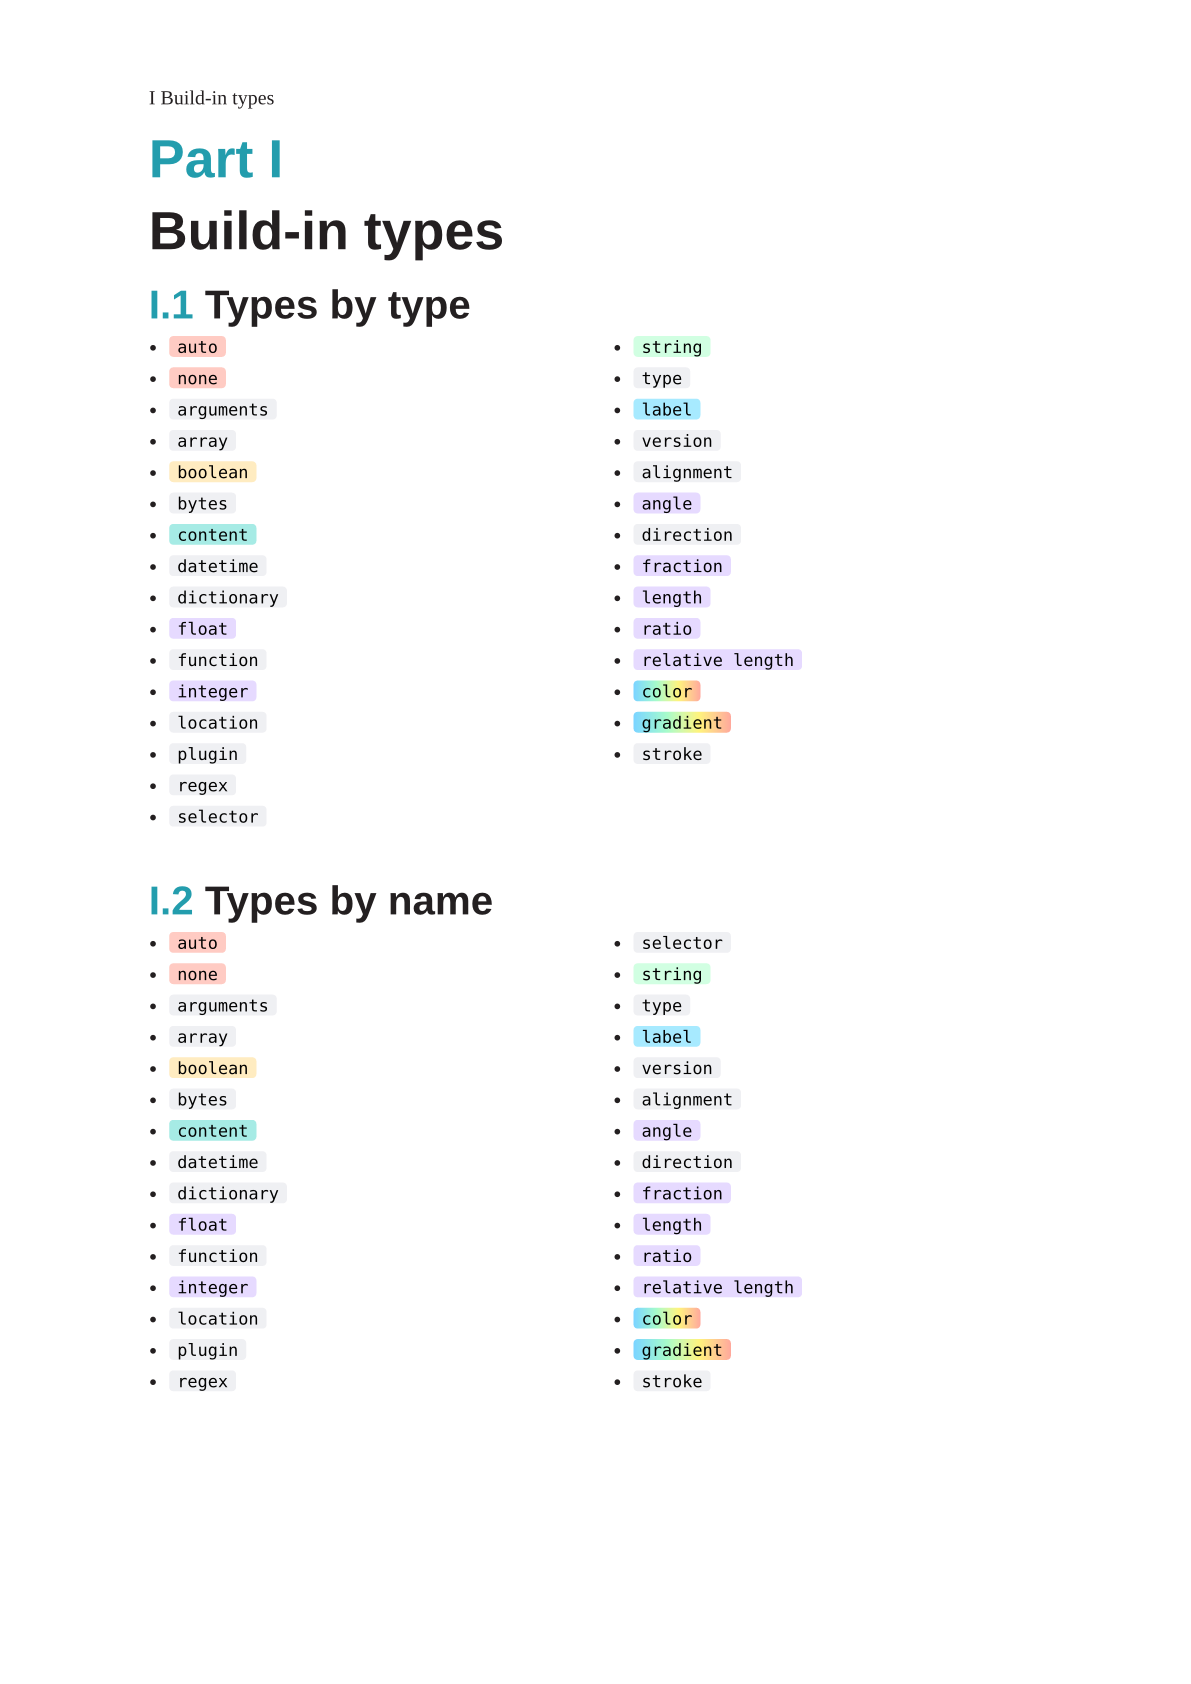 I Build-in types
Part I
Build-in types
I.1 Types by type
• auto
• none
• arguments
• array
• boolean
• bytes
• content
• datetime
• dictionary
• float
• function
• integer
• location
• plugin
• regex
• selector
• string
• type
• label
• version
• alignment
• angle
• direction
• fraction
• length
• ratio
• relative length
• color
• gradient
• stroke
I.2 Types by name
• auto
• none
• arguments
• array
• boolean
• bytes
• content
• datetime
• dictionary
• float
• function
• integer
• location
• plugin
• regex
• selector
• string
• type
• label
• version
• alignment
• angle
• direction
• fraction
• length
• ratio
• relative length
• color
• gradient
• stroke